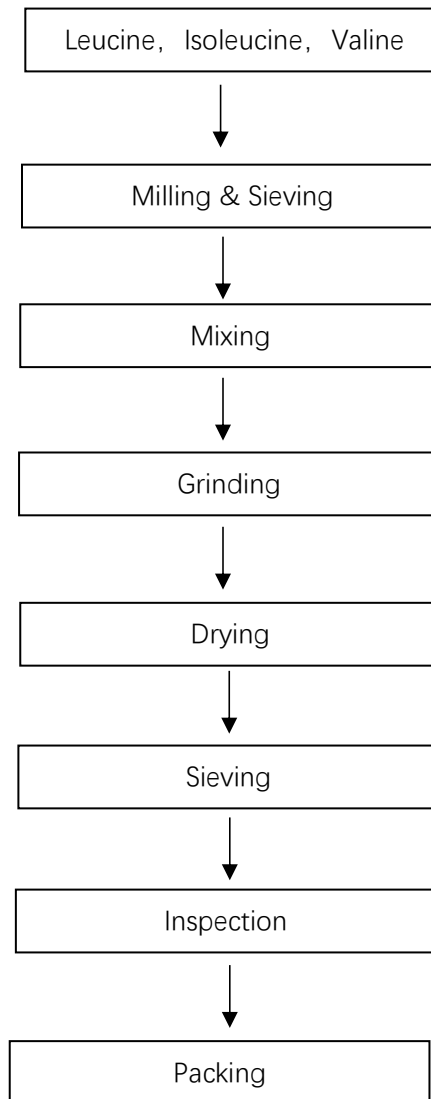 Leucine, Isoleucine, Valine
Milling & Sieving
Mixing
Grinding
Drying
Sieving
Inspection
Packing